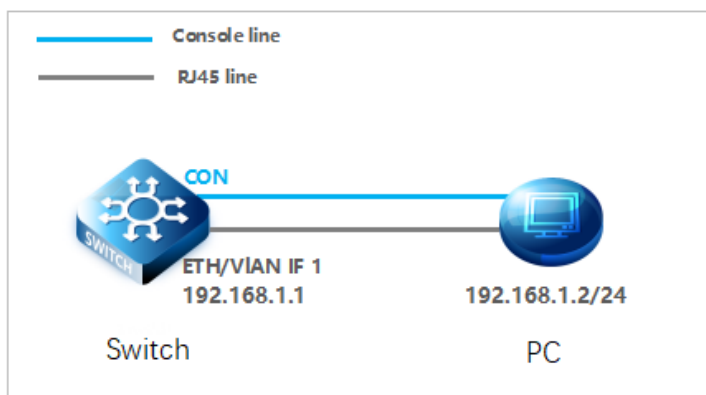 Console line
RJ45 line
CON
SWITCH
ETH/VlAN IF 1
192.168.1.1
192.168.1.2/24
Switch
PC